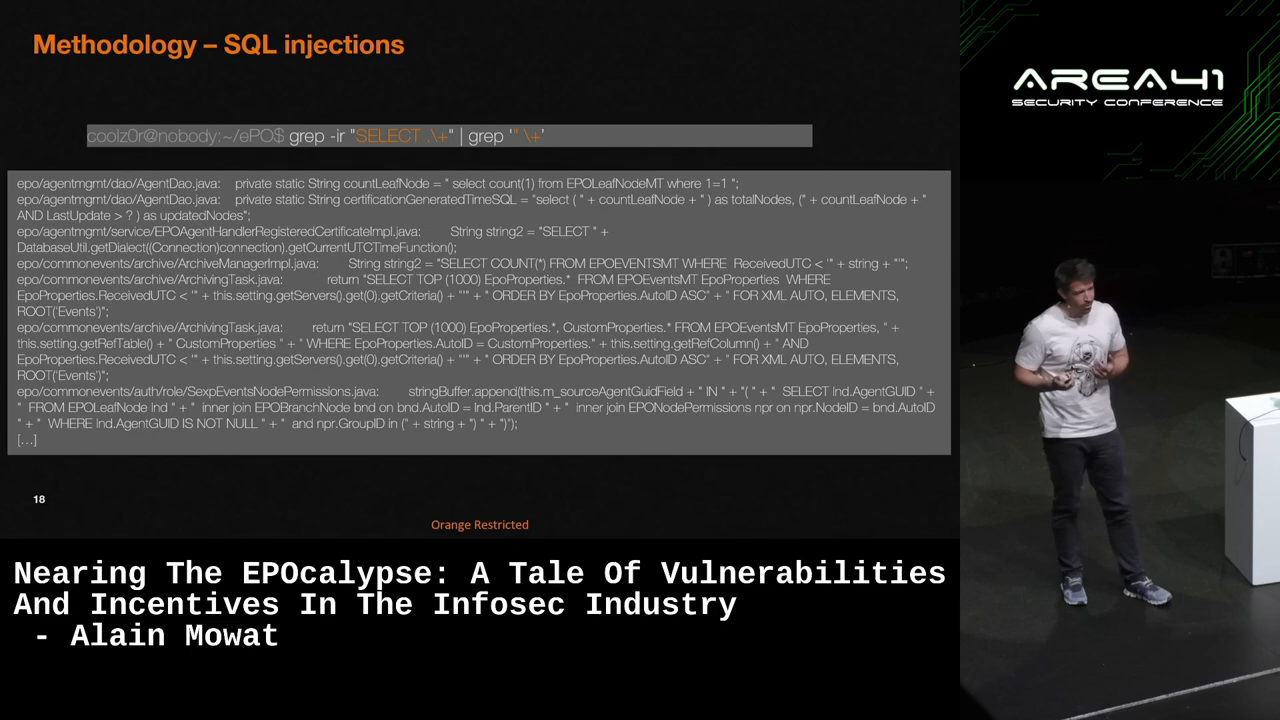 Methodology – SQL injections
AREA41
SECURITY CONFERENCE
coolz0r@nobody:~/ePO$ grep -ir "SELECT .\+" | grep '" \+'
epo/agentmgmt/dao/AgentDao.java: private static String countLeafNode = " select count(1) from EPOLeafNodeMT where 1=1 ";
epo/agentmgmt/dao/AgentDao.java: private static String certificationGeneratedTimeSQL = "select ( " + countLeafNode + " ) as totalNodes, (" + countLeafNode + "
AND LastUpdate > ? ) as updatedNodes";
epo/agentmgmt/service/EPOAgentHandlerRegisteredCertificateImpl.java: String string2 = "SELECT " +
DatabaseUtil.getDialect((Connection)connection).getCurrentUTCTimeFunction();
epo/commonevents/archive/ArchiveManagerImpl.java: String string2 = "SELECT COUNT(*) FROM EPOEVENTSMT WHERE ReceivedUTC < '" + string + "'";
epo/commonevents/archive/ArchivingTask.java: return "SELECT TOP (1000) EpoProperties.* FROM EPOEventsMT EpoProperties WHERE
EpoProperties.ReceivedUTC < '" + this.setting.getServers().get(0).getCriteria() + "'" + " ORDER BY EpoProperties.AutoID ASC" + " FOR XML AUTO, ELEMENTS,
ROOT('Events')";
epo/commonevents/archive/ArchivingTask.java: return "SELECT TOP (1000) EpoProperties.*, CustomProperties.* FROM EPOEventsMT EpoProperties, " +
this.setting.getRefTable() + " CustomProperties " + " WHERE EpoProperties.AutoID = CustomProperties." + this.setting.getRefColumn() + " AND
EpoProperties.ReceivedUTC < '" + this.setting.getServers().get(0).getCriteria() + "'" + " ORDER BY EpoProperties.AutoID ASC" + " FOR XML AUTO, ELEMENTS,
ROOT('Events')";
epo/commonevents/auth/role/SexpEventsNodePermissions.java: stringBuffer.append(this.m_sourceAgentGuidField + " IN " + "( " + " SELECT lnd.AgentGUID " +
" FROM EPOLeafNode lnd " + " inner join EPOBranchNode bnd on bnd.AutoID = lnd.ParentID " + " inner join EPONodePermissions npr on npr.NodeID = bnd.AutoID
" + " WHERE lnd.AgentGUID IS NOT NULL " + " and npr.GroupID in (" + string + ") " + ")");
[…]
18
Orange Restricted
Nearing The EPOcalypse: A Tale Of Vulnerabilities
And Incentives In The Infosec Industry
- Alain Mowat